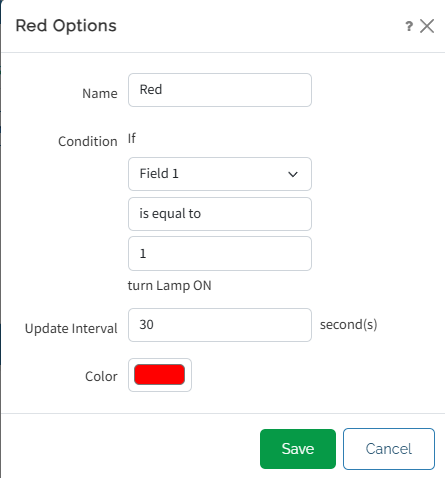 Red Options ?
Name Red
Condition If
Field 1
is equal to
1
turn Lamp ON
Update Interval 30 second(s)
Color
Save Cancel